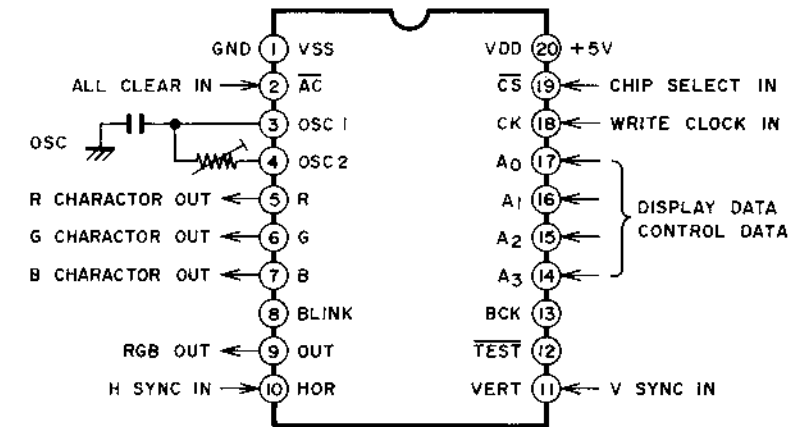 GND 1 VSS VDD 20 +5V
ALL CLEAR IN 2 AC CS 19 CHIP SELECT IN
3 OSC 1 CK 18 WRITE CLOCK IN
OSC
4 OSC 2 A0 17
R CHARACTOR OUT 5 R A1 16
DISPLAY DATA
CONTROL DATA
G CHARACTOR OUT 6 G A2 15
B CHARACTOR OUT 7 B A3 14
8 BLINK BCK 13
RGB OUT 9 OUT TEST 12
H SYNC IN 10 HOR VERT 11 V SYNC IN